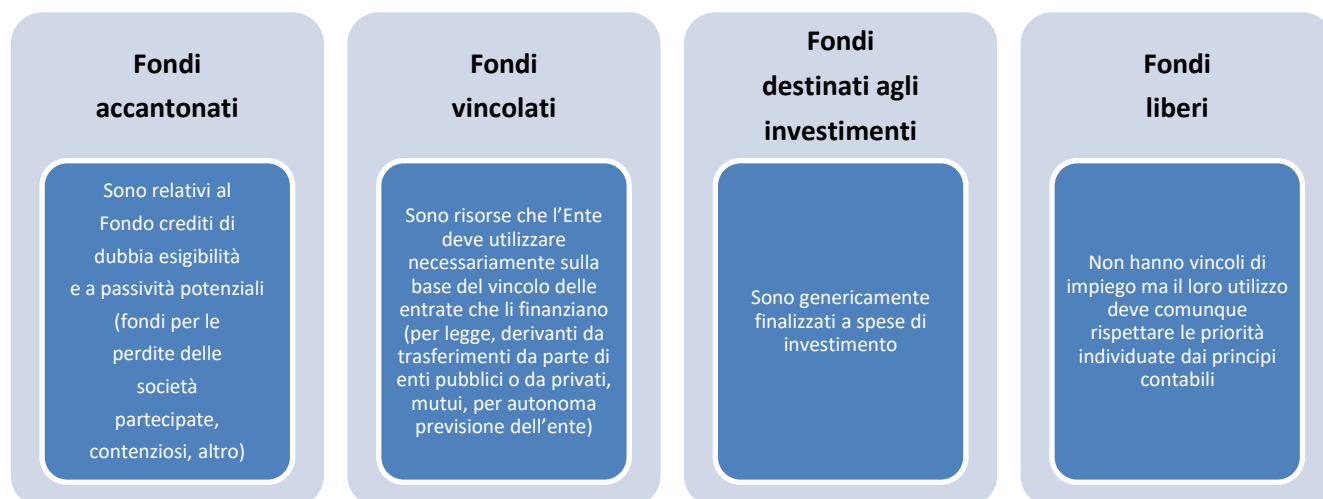 Fondi
accantonati
Sono relativi al
Fondo crediti di
dubbia esigibilità
e a passività potenziali
(fondi per le
perdite delle
società
partecipate,
contenziosi, altro)
Fondi
vincolati
Sono risorse che l’Ente
deve utilizzare
necessariamente sulla
base del vincolo delle
entrate che li finanziano
(per legge, derivanti da
trasferimenti da parte di
enti pubblici o da privati,
mutui, per autonoma
previsione dell’ente)
Fondi
destinati agli
investimenti
Sono genericamente
finalizzati a spese di
investimento
Fondi
liberi
Non hanno vincoli di
impiego ma il loro utilizzo
deve comunque
rispettare le priorità
individuate dai principi
contabili